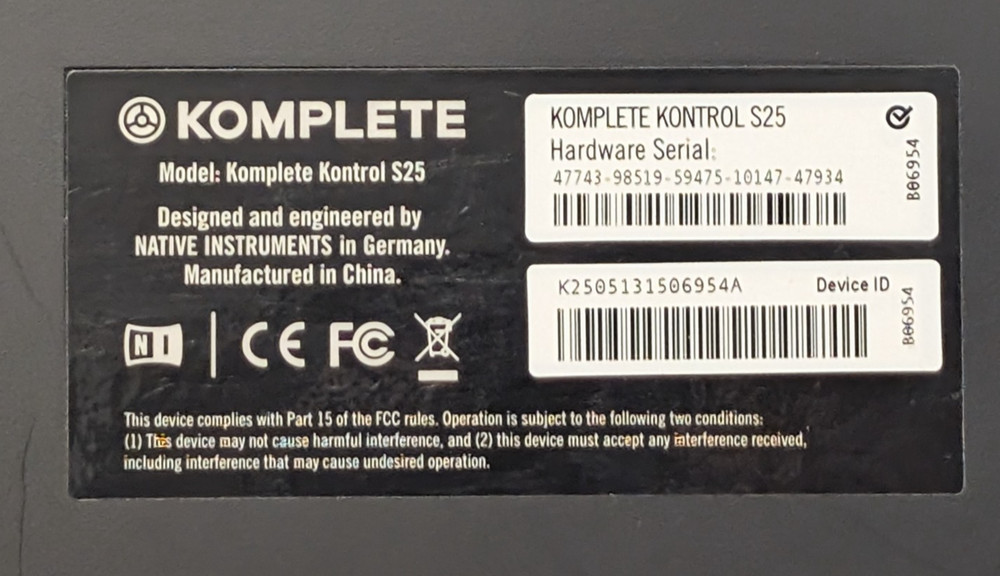 KOMPLETE
Model: Komplete Kontrol S25
Designed and engineered by
NATIVE INSTRUMENTS in Germany.
Manufactured in China.
NI
CE FC
KOMPLETE KONTROL S25
Hardware Serial:
47743-98519-59475-10147-47934
B06954
K2505131506954A Device ID
B06954
This device complies with Part 15 of the FCC rules. Operation is subject to the following two conditions:
(1) This device may not cause harmful interference, and (2) this device must accept any interference received,
including interference that may cause undesired operation.